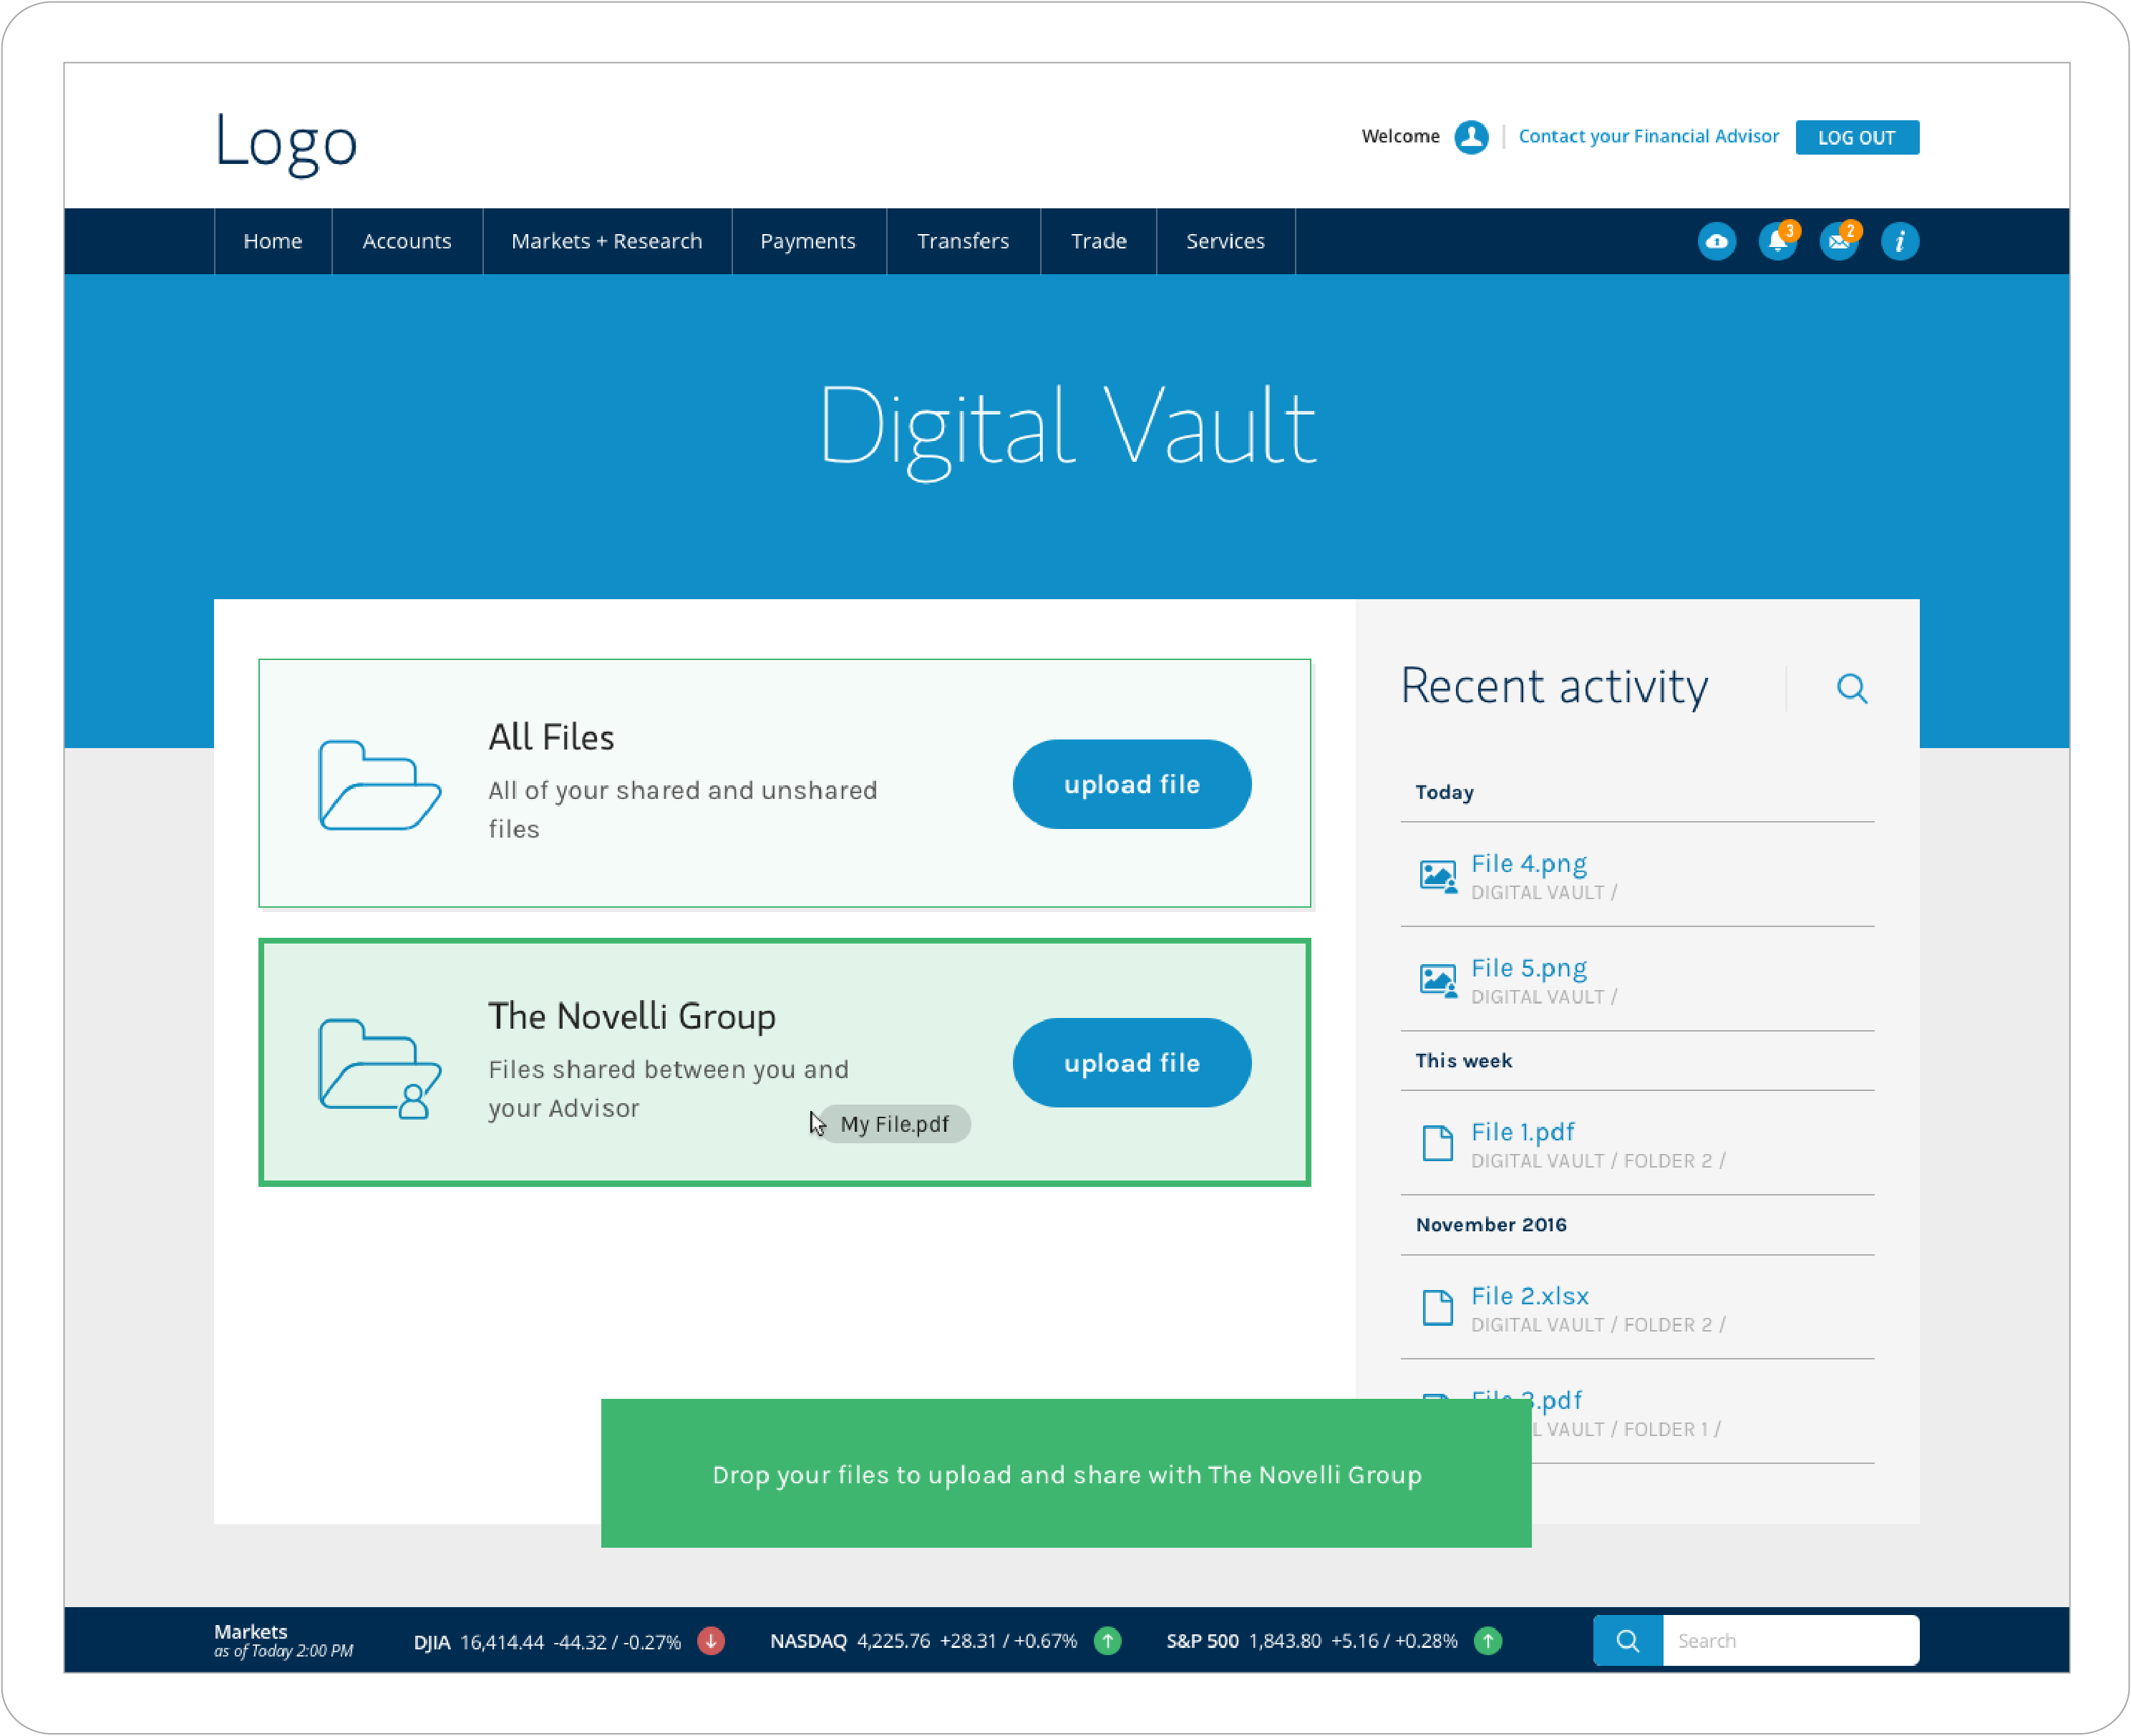 Logo
Welcome
Contact your Financial Advisor
LOG OUT
Home
Accounts
Markets + Research
Payments
Transfers
Trade
Services
3
2
i
Digital Vault
All Files
All of your shared and unshared
files
upload file
The Novelli Group
Files shared between you and
your Advisor
upload file
My File.pdf
Recent activity
Today
File 4.png
DIGITAL VAULT /
File 5.png
DIGITAL VAULT /
This week
File 1.pdf
DIGITAL VAULT / FOLDER 2 /
November 2016
File 2.xlsx
DIGITAL VAULT / FOLDER 2 /
File 3.pdf
L VAULT / FOLDER 1 /
Drop your files to upload and share with The Novelli Group
Markets
as of Today 2:00 PM
DJIA 16,414.44 -44.32 / -0.27%
NASDAQ 4,225.76 +28.31 / +0.67%
S&P 500 1,843.80 +5.16 / +0.28%
Search